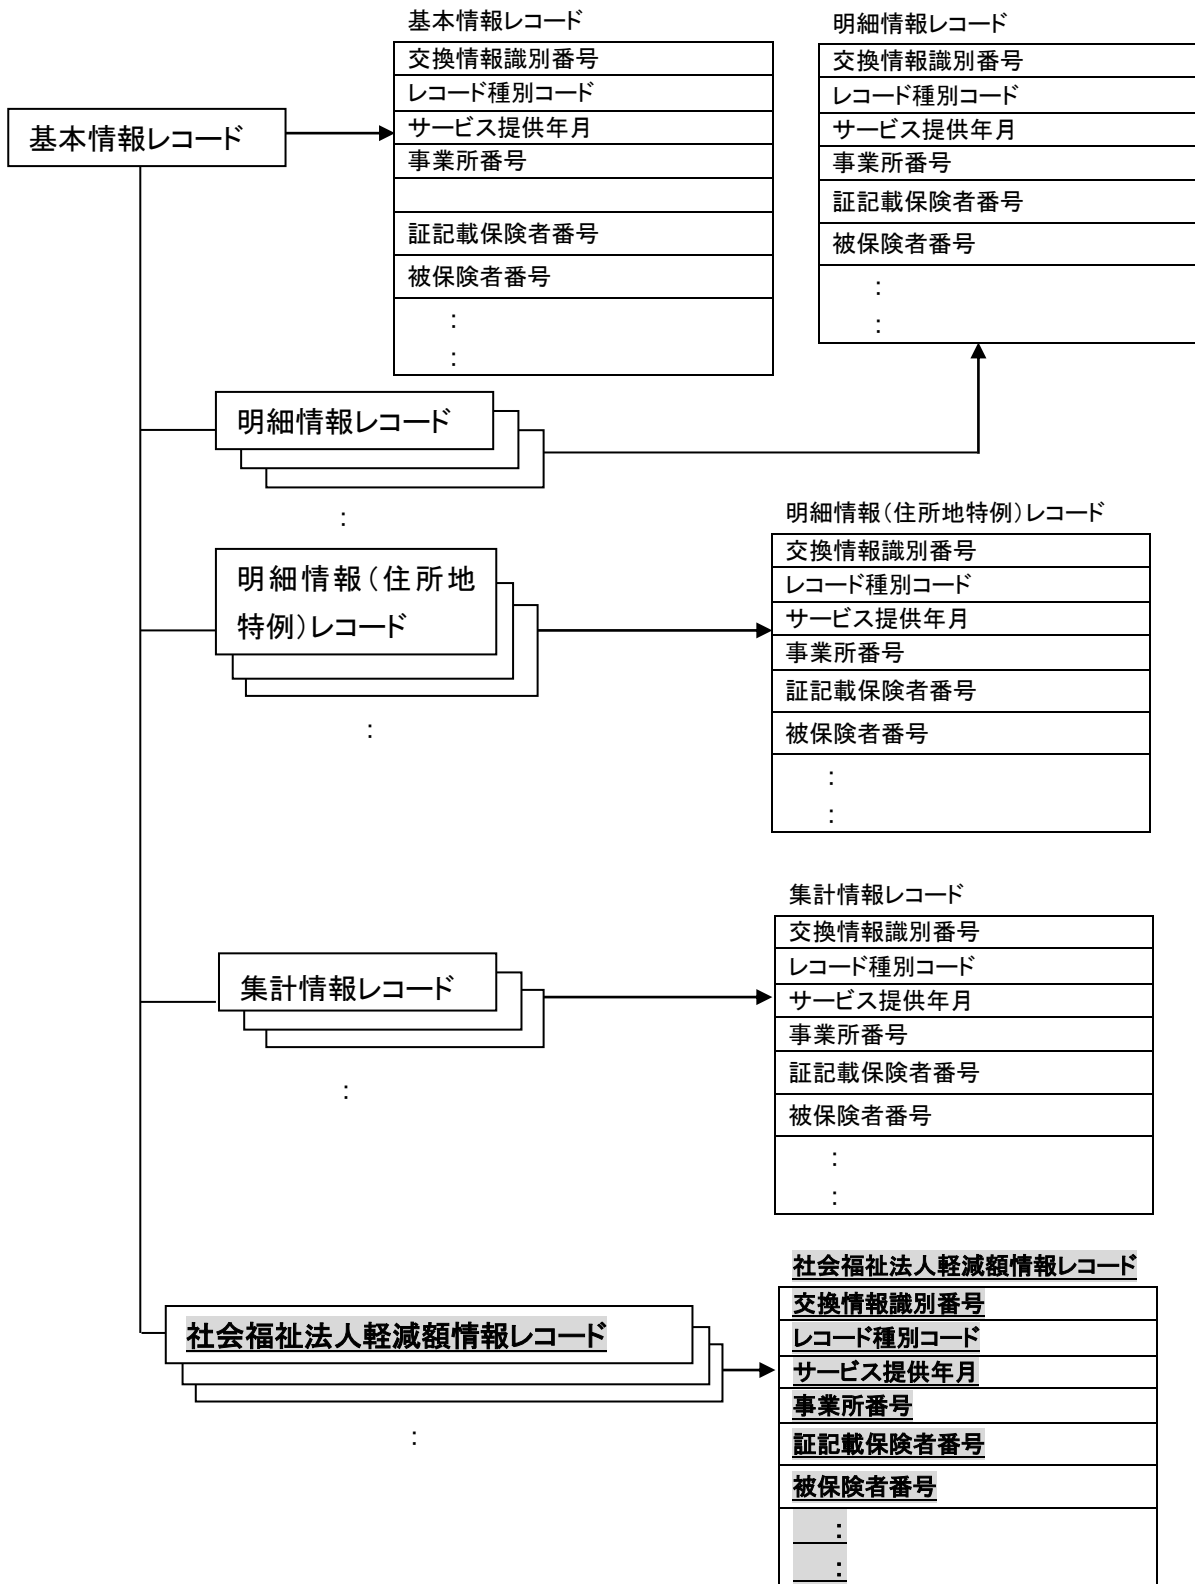 基本情報レコード
基本情報レコード
交換情報識別番号
レコード種別コード
サービス提供年月
事業所番号
証記載保険者番号
被保険者番号
:
:
明細情報レコード
交換情報識別番号
レコード種別コード
サービス提供年月
事業所番号
証記載保険者番号
被保険者番号
:
:
明細情報レコード
:
明細情報(住所地
特例)レコード
:
明細情報(住所地特例)レコード
交換情報識別番号
レコード種別コード
サービス提供年月
事業所番号
証記載保険者番号
被保険者番号
:
:
集計情報レコード
:
集計情報レコード
交換情報識別番号
レコード種別コード
サービス提供年月
事業所番号
証記載保険者番号
被保険者番号
:
:
社会福祉法人軽減額情報レコード
:
社会福祉法人軽減額情報レコード
交換情報識別番号
レコード種別コード
サービス提供年月
事業所番号
証記載保険者番号
被保険者番号
:
: